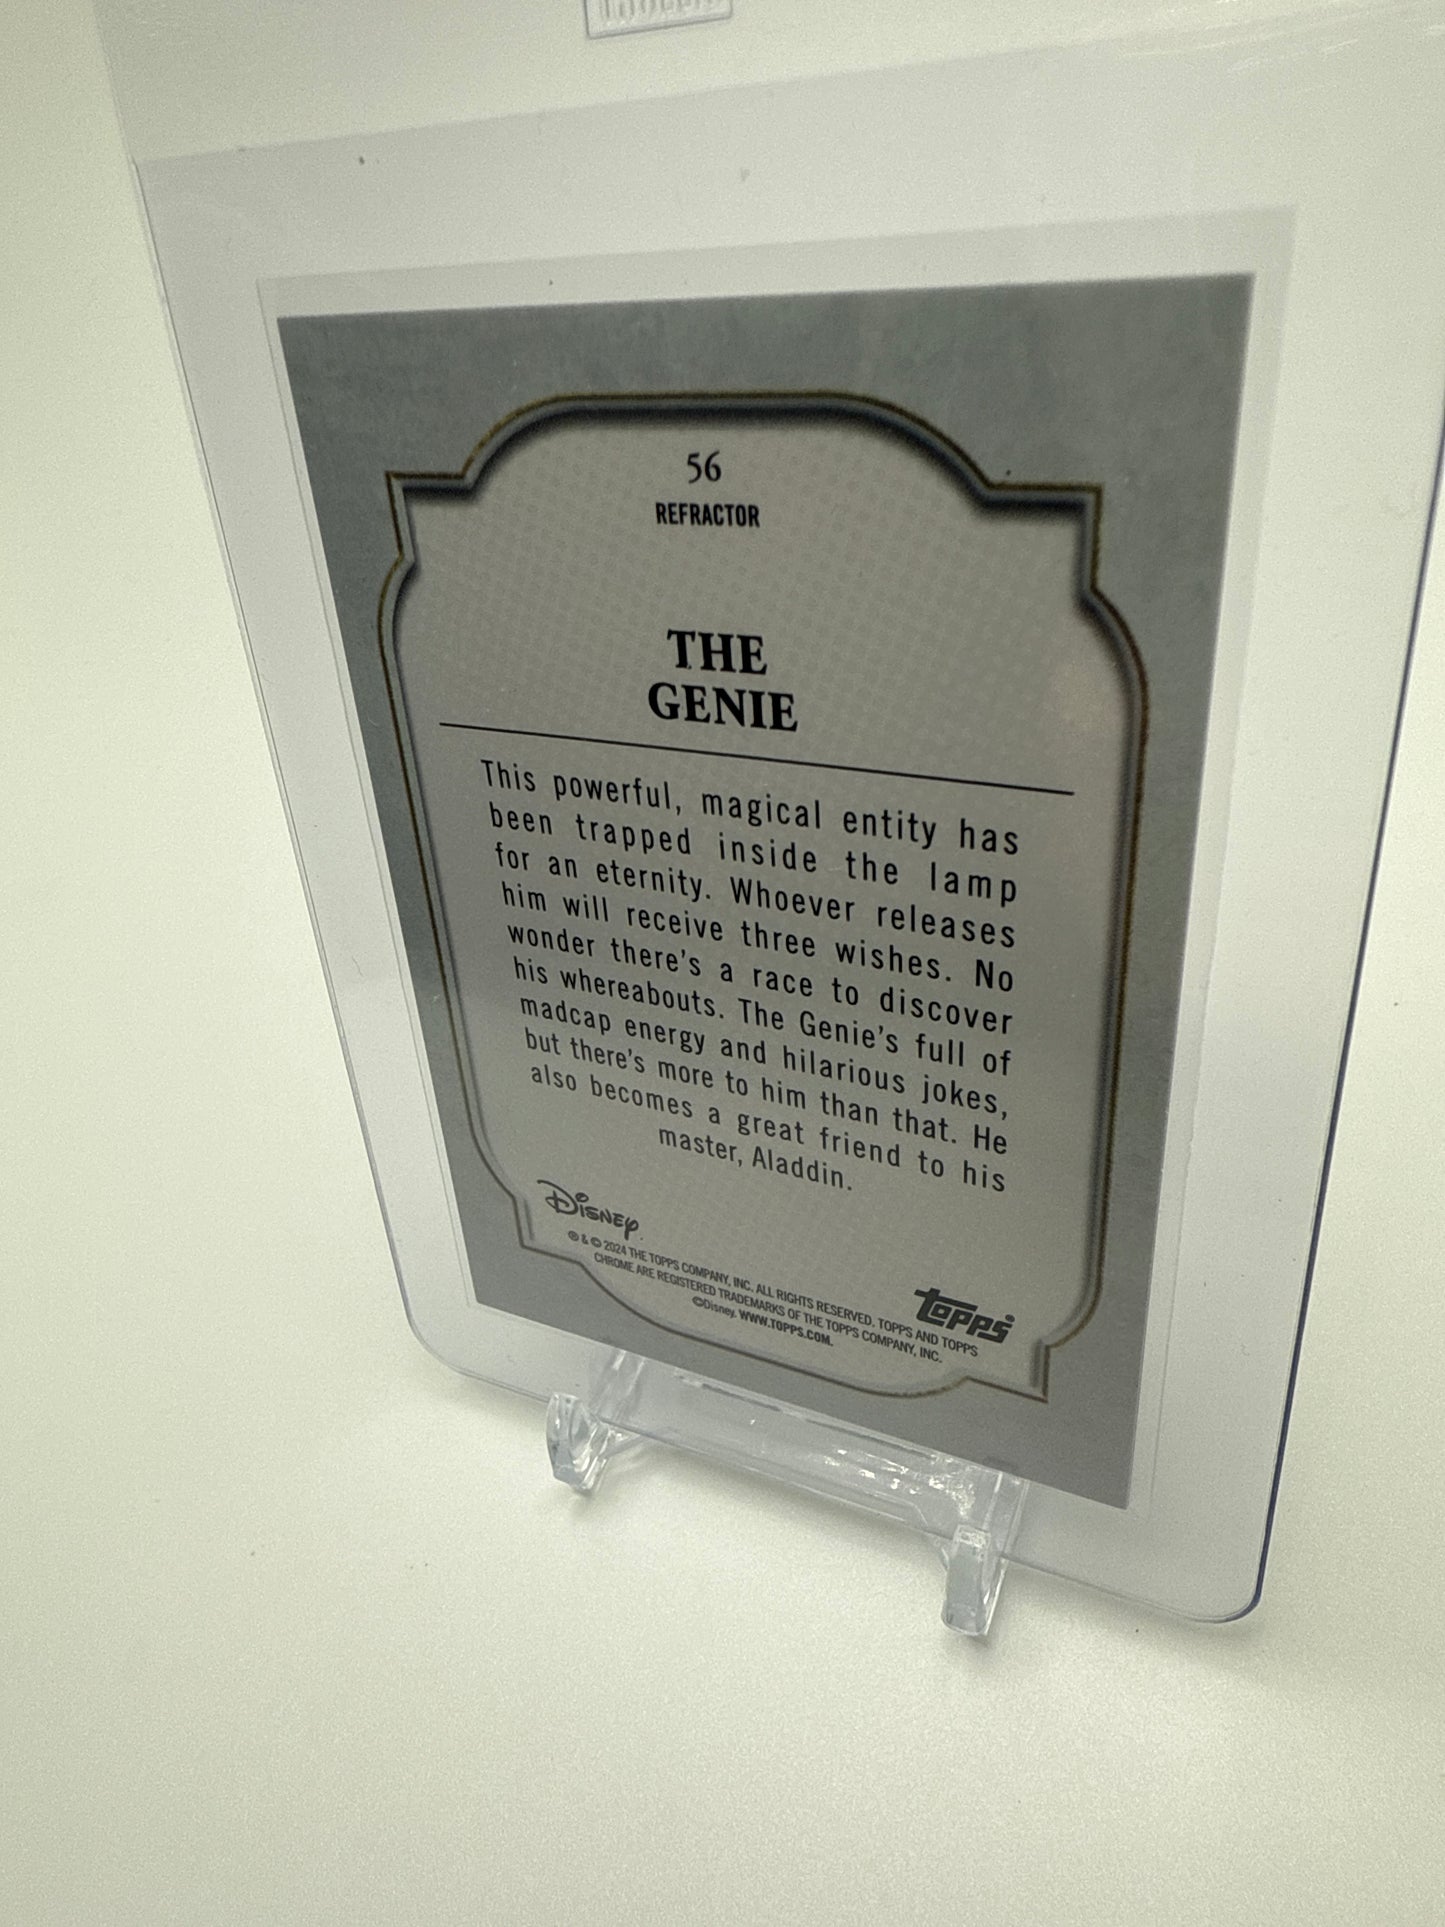 56
REFRACTOR
THE
GENIE
This powerful, magical entity has
been trapped inside the lamp
for an eternity. Whoever releases
him will receive three wishes. No
wonder there's a race to discover
his whereabouts. The Genie's full of
madcap energy and hilarious jokes,
but there's more to him than that. He
also becomes a great friend to his
master, Aladdin.
Disney
® & © 2024 THE TOPPS COMPANY, INC. ALL RIGHTS RESERVED. TOPPS AND TOPPS
CHROME ARE REGISTERED TRADEMARKS OF THE TOPPS COMPANY, INC.
©Disney. WWW.TOPPS.COM.
topps